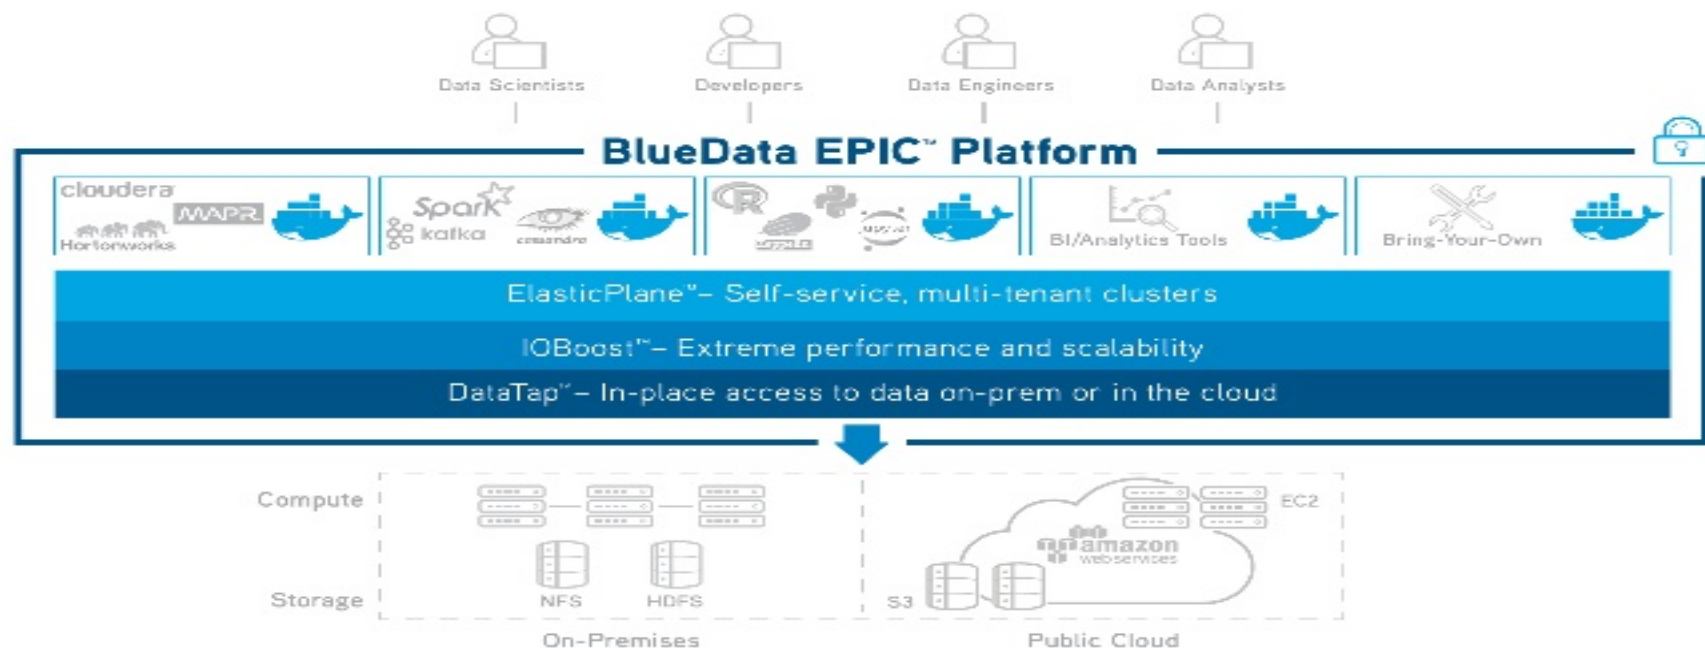 Data Scientists
Developers
Data Engineers
Data Analysts
BlueData EPIC™ Platform
cloudera
MAPR
Hortonworks
Spark
kafka
cassandra
R
BI/Analytics Tools
Bring-Your-Own
ElasticPlane™– Self-service, multi-tenant clusters
IOBoost™– Extreme performance and scalability
DataTap™– In-place access to data on-prem or in the cloud
Compute
EC2
amazon
web services
Storage
NFS
HDFS
S3
On-Premises
Public Cloud